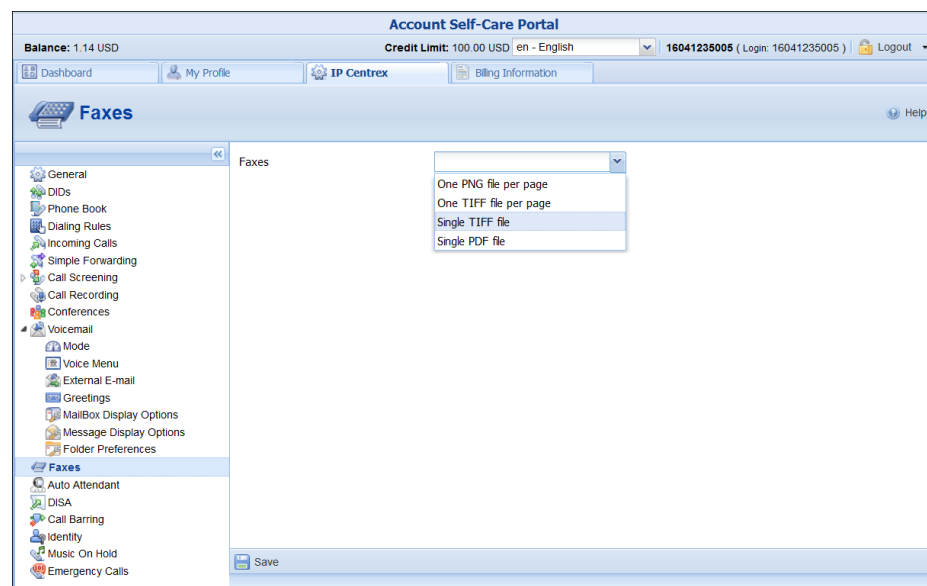 Account Self-Care Portal
Balance: 1.14 USD Credit Limit: 100.00 USD en - English 16041235005 ( Login: 16041235005 ) Logout
Dashboard My Profile IP Centrex Billing Information
Faxes Help
Faxes
One PNG file per page
One TIFF file per page
Single TIFF file
Single PDF file
General
DIDs
Phone Book
Dialing Rules
Incoming Calls
Simple Forwarding
Call Screening
Call Recording
Conferences
Voicemail
Mode
Voice Menu
External E-mail
Greetings
MailBox Display Options
Message Display Options
Folder Preferences
Faxes
Auto Attendant
DISA
Call Barring
Identity
Music On Hold
Emergency Calls
Save